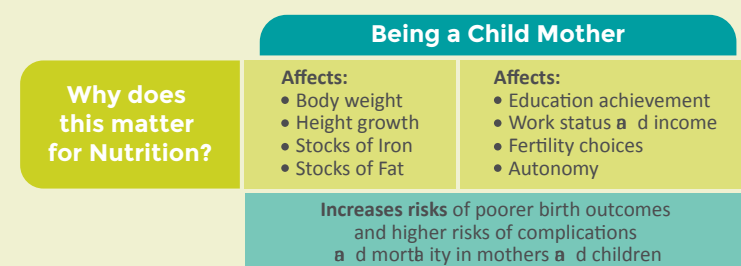 Being a Child Mother
Why does
this matter
for Nutrition?
Affects:
• Body weight
• Height growth
• Stocks of Iron
• Stocks of Fat
Affects:
• Education achievement
• Work status a d income
• Fertility choices
• Autonomy
Increases risks of poorer birth outcomes
and higher risks of complications
a d morta ity in mothers a d children